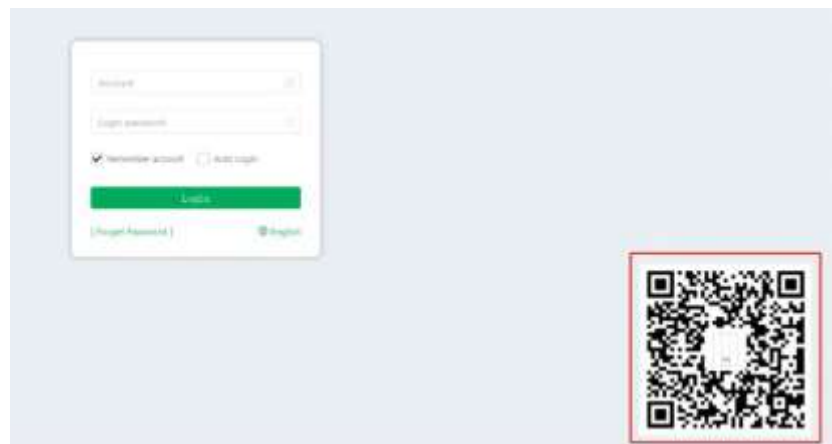 Account
Login password
Remember account Auto Login
Login
[ Forget Password ] English